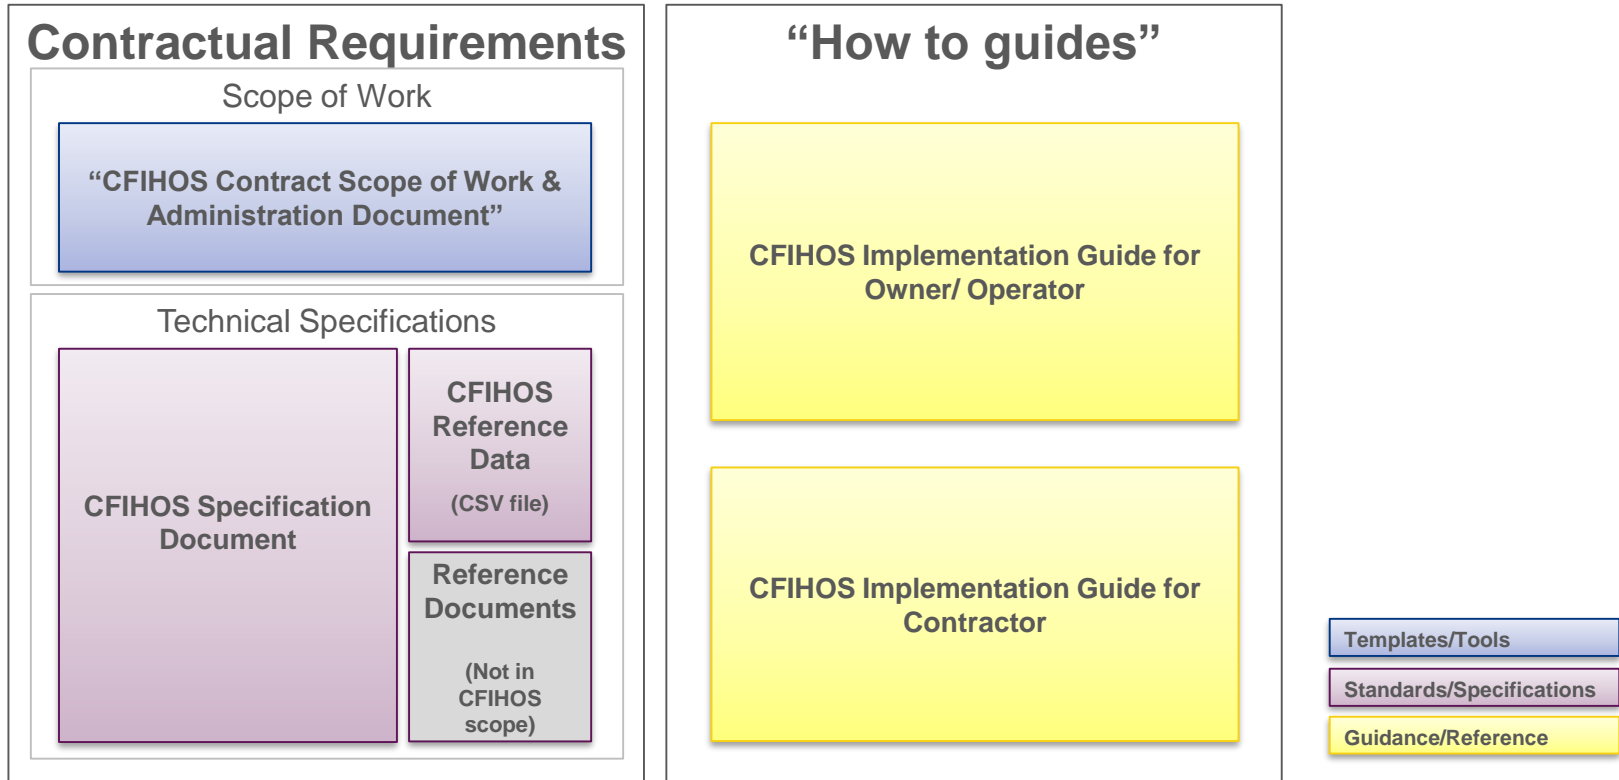 Contractual Requirements
Scope of Work
“CFIHOS Contract Scope of Work &
Administration Document”
Technical Specifications
CFIHOS Specification
Document
CFIHOS
Reference
Data
(CSV file)
Reference
Documents
(Not in
CFIHOS
scope)
“How to guides”
CFIHOS Implementation Guide for
Owner/ Operator
CFIHOS Implementation Guide for
Contractor
Templates/Tools
Standards/Specifications
Guidance/Reference